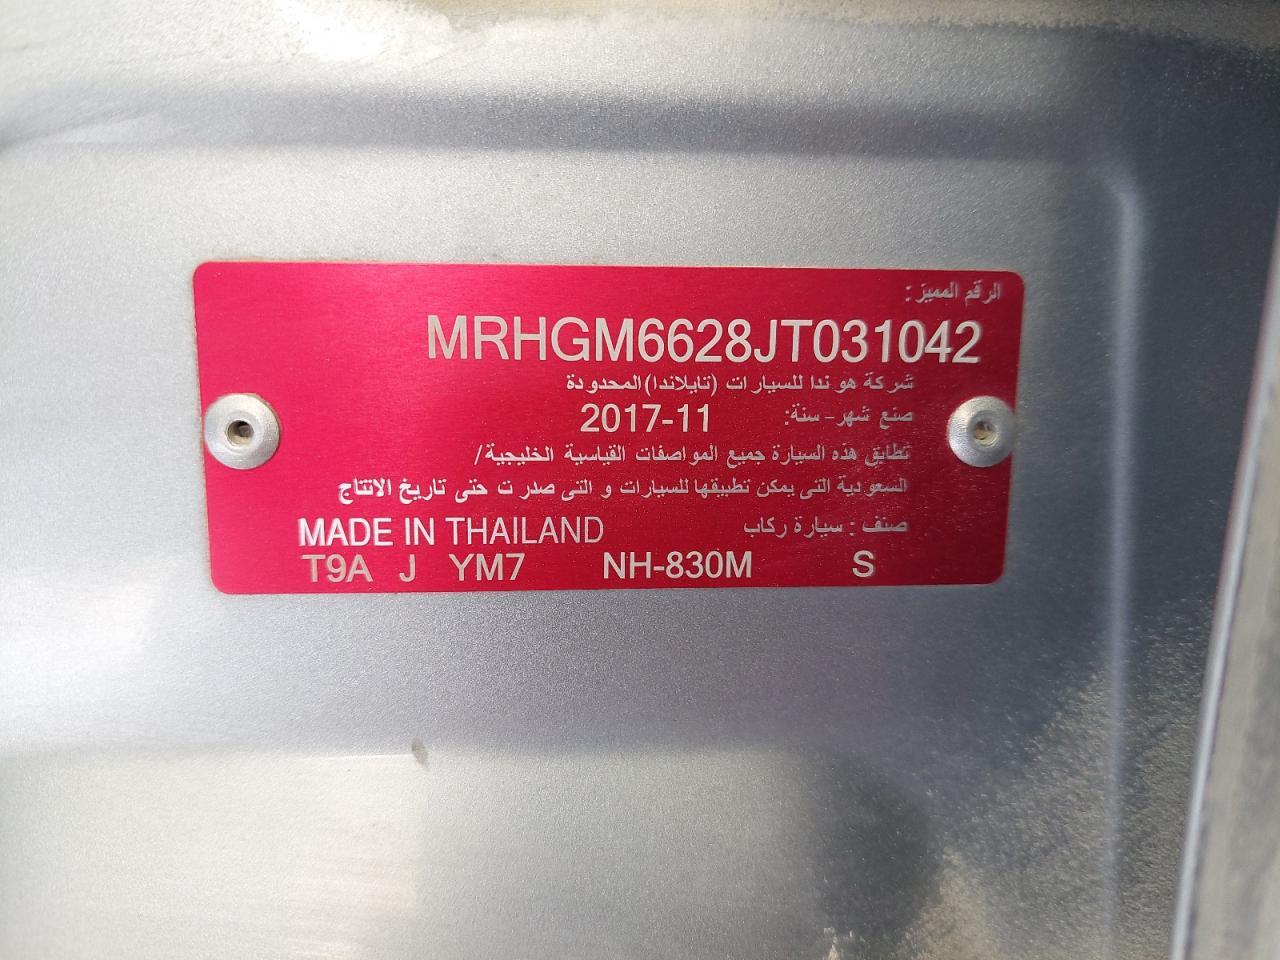 الرقم المميز:
MRHGM6628JT031042
شركة هوندا للسيارات (تايلاندا) المحدودة
صنع شهر - سنة: 2017-11
تطابق هذه السيارة جميع المواصفات القياسية الخليجية/
السعودية التى يمكن تطبيقها للسيارات و التى صدرت حتى تاريخ الانتاج
صنف : سيارة ركاب MADE IN THAILAND
T9A J YM7 NH-830M S